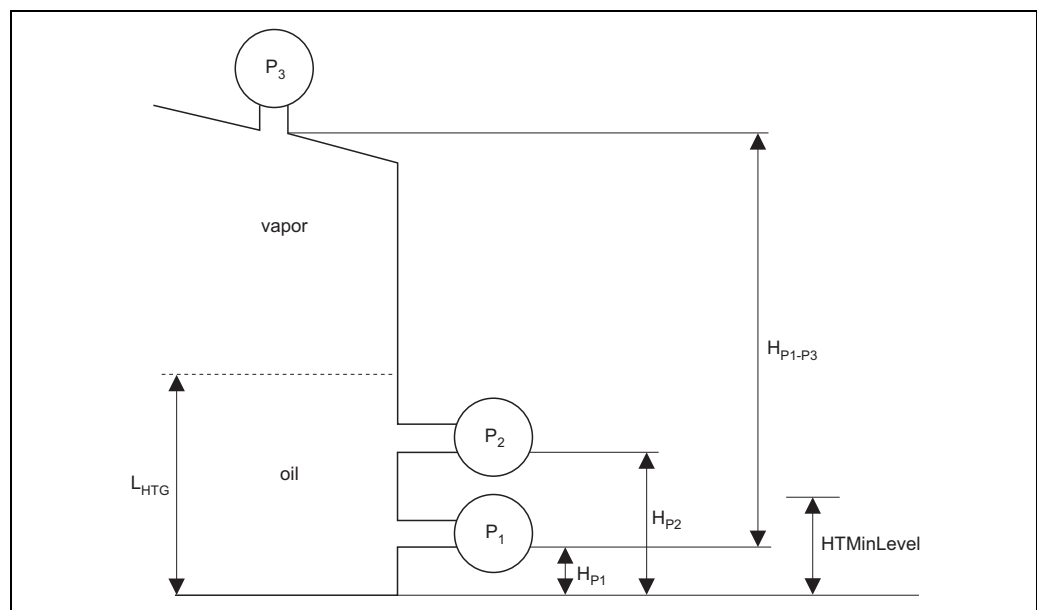 P3
vapor
HP1-P3
P2
oil
LHTG
HP2
P1
HTMinLevel
HP1